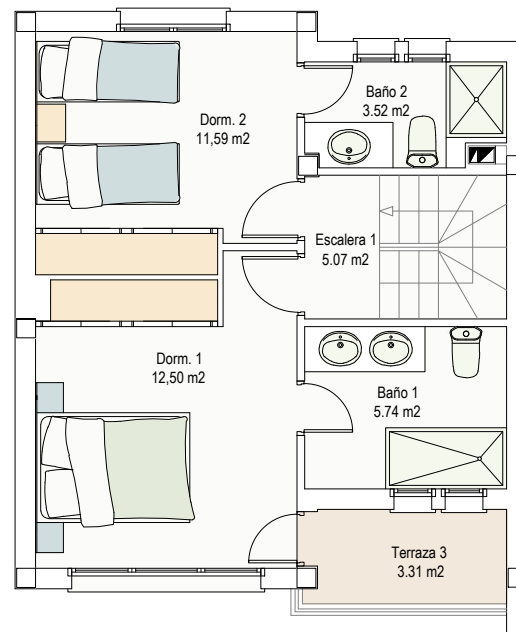 Dorm. 2
11,59 m2
Baño 2
3.52 m2
Escalera 1
5.07 m2
Dorm. 1
12,50 m2
Baño 1
5.74 m2
Terraza 3
3.31 m2